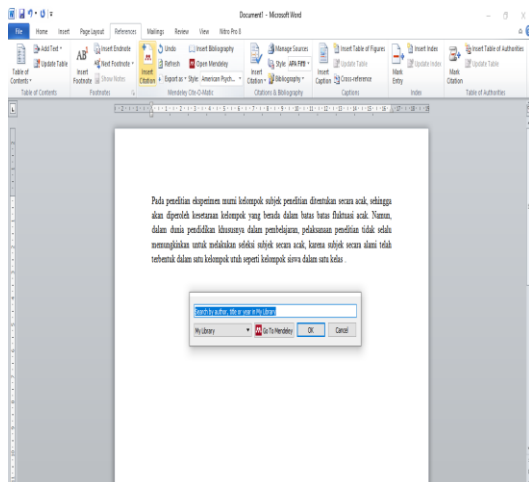 Document1 - Microsoft Word
File Home Insert Page Layout References Mailings Review View Nitro Pro 8
Add Text Insert Endnote Undo Insert Bibliography Manage Sources Insert Table of Figures Insert Index Insert Table of Authorities
Update Table Next Footnote Refresh Open Mendeley Style: APA Fifth Update Table Update Index Update Table
Table of Contents Insert Footnote Show Notes Insert Citation Export as Style: American Psych... Insert Citation Bibliography Insert Caption Cross-reference Mark Entry Mark Citation
Table of Contents Footnotes Mendeley Cite-O-Matic Citations & Bibliography Captions Index Table of Authorities
Pada penelitian eksperimen murni kelompok subjek penelitian ditentukan secara acak, sehingga
akan diperoleh kesetaraan kelompok yang berada dalam batas batas fluktuasi acak. Namun,
dalam dunia pendidikan khususnya dalam pembelajaran, pelaksanaan penelitian tidak selalu
memungkinkan untuk melakukan seleksi subjek secara acak, karena subjek secara alami telah
terbentuk dalam satu kelompok utuh seperti kelompok siswa dalam satu kelas .
Search by author, title or year in My Library
My Library Go To Mendeley OK Cancel